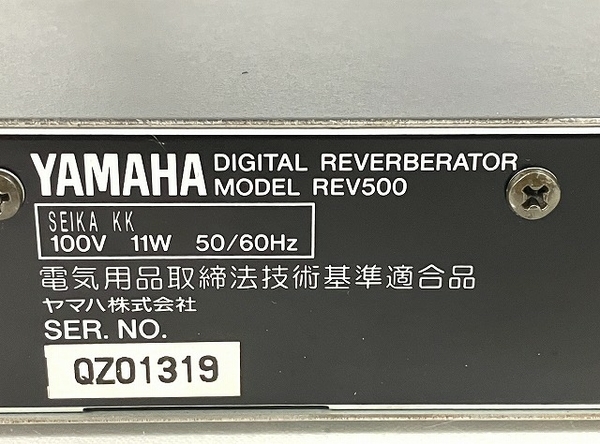 YAMAHA DIGITAL REVERBERATOR
MODEL REV500
SEIKA KK
100V 11W 50/60Hz
電気用品取締法技術基準適合品
ヤマハ株式会社
SER. NO.
QZ01319